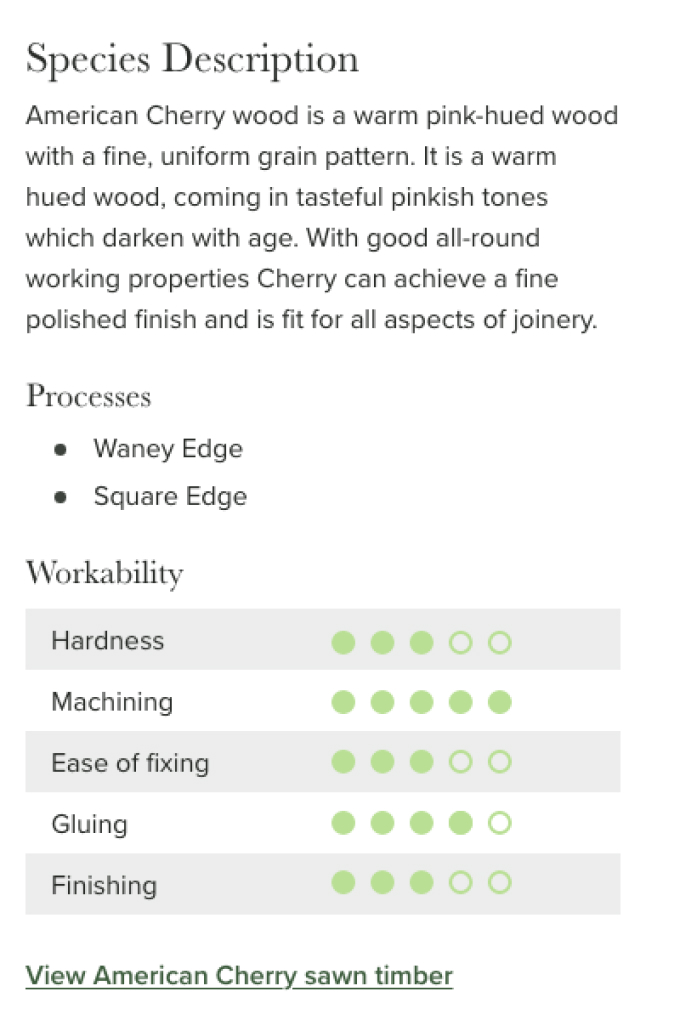 Species Description
American Cherry wood is a warm pink-hued wood
with a fine, uniform grain pattern. It is a warm
hued wood, coming in tasteful pinkish tones
which darken with age. With good all-round
working properties Cherry can achieve a fine
polished finish and is fit for all aspects of joinery.
Processes
Waney Edge
Square Edge
Workability
Hardness
Machining
Ease of fixing
Gluing
Finishing
View American Cherry sawn timber